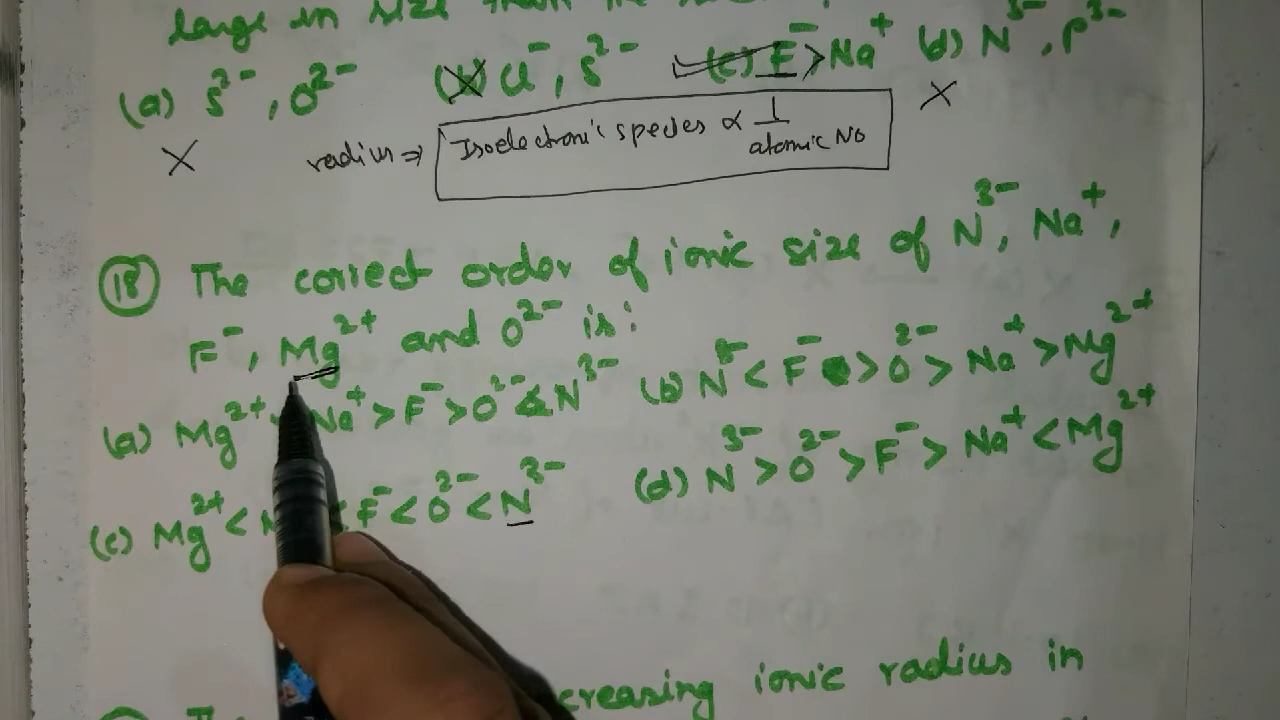 large in size than the
(a) S²⁻, O²⁻ (b) Cl⁻, S²⁻ (c) F⁻ > Na⁺ (d) N³⁻, P³⁻
radius ⇒ Isoelectronic species ∝ 1/atomic No
(18) The correct order of ionic size of N³⁻, Na⁺,
F⁻, Mg²⁺ and O²⁻ is:
(a) Mg²⁺ Na⁺ > F⁻ > O²⁻ < N³⁻ (b) N³⁻ < F⁻ > O²⁻ > Na⁺ > Mg²⁺
(c) Mg²⁺ < F⁻ < O²⁻ < N³⁻ (d) N³⁻ > O²⁻ > F⁻ > Na⁺ < Mg²⁺
creasing ionic radius in